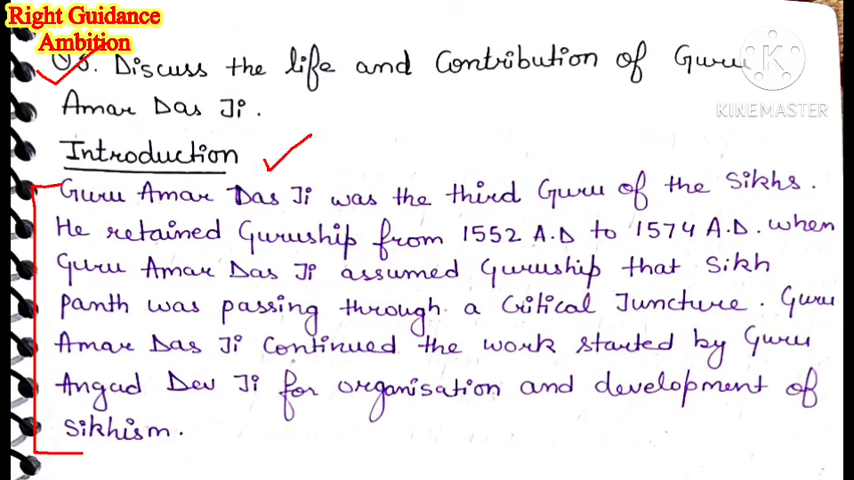 Right Guidance
Ambition
Q3. Discuss the life and Contribution of Guru
Amar Das Ji.
KINEMASTER
Introduction
Guru Amar Das Ji was the third Guru of the Sikhs.
He retained Guruship from 1552 A.D to 1574 A.D. when
Guru Amar Das Ji assumed Guruship that Sikh
panth was passing through a Critical Juncture. Guru
Amar Das Ji Continued the work started by Guru
Angad Dev Ji for organisation and development of
Sikhism.